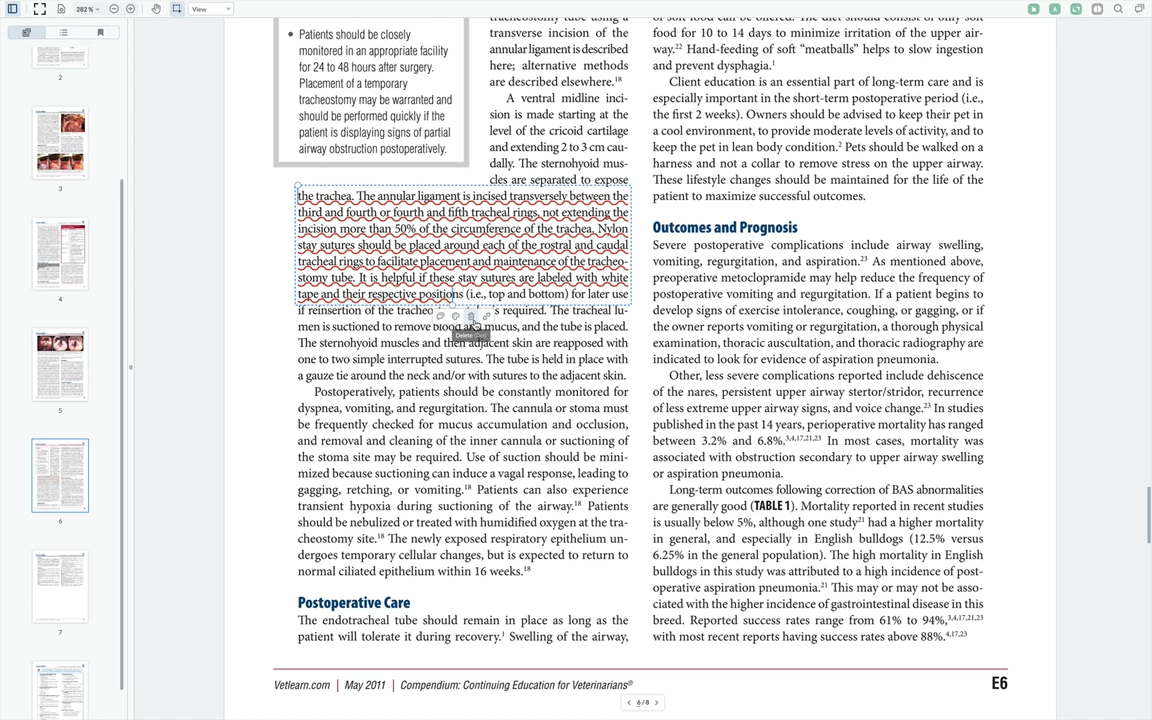 282%
View
2
3
4
5
6
7
• Patients should be closely
monitored in an appropriate facility
for 24 to 48 hours after surgery.
Placement of a temporary
tracheostomy may be warranted and
should be performed quickly if the
patient is displaying signs of partial
airway obstruction postoperatively.
tracheostomy tube using a
transverse incision of the
annular ligament is described
here; alternative methods
are described elsewhere.18
A ventral midline inci-
sion is made starting at the
level of the cricoid cartilage
and extending 2 to 3 cm cau-
dally. The sternohyoid mus-
cles are separated to expose
the trachea. The annular ligament is incised transversely between the
third and fourth or fourth and fifth tracheal rings, not extending the
incision more than 50% of the circumference of the trachea. Nylon
stay sutures should be placed around each of the rostral and caudal
tracheal rings to facilitate placement and maintenance of the tracheo-
stomy tube. It is helpful if these stay sutures are labeled with white
tape and their respective positions (i.e., top and bottom) for later use
if reinsertion of the tracheo is required. The tracheal lu-
men is suctioned to remove blood and mucus, and the tube is placed.
Delete
The sternohyoid muscles and then adjacent skin are reapposed with
one to two simple interrupted sutures. The tube is held in place with
a gauze tie around the neck and/or with sutures to the adjacent skin.
Postoperatively, patients should be constantly monitored for
dyspnea, vomiting, and regurgitation. The cannula or stoma must
be frequently checked for mucus accumulation and occlusion,
and removal and cleaning of the inner cannula or suctioning of
the stoma site may be required. Use of suction should be mini-
mized because suctioning can induce a vagal response, leading to
gagging, retching, or vomiting.18 Patients can also experience
transient hypoxia during suctioning of the airway.18 Patients
should be nebulized or treated with humidified oxygen at the tra-
cheostomy site.18 The newly exposed respiratory epithelium un-
dergoes temporary cellular changes, but is expected to return to
normal ciliated epithelium within 16 weeks.18
Postoperative Care
The endotracheal tube should remain in place as long as the
patient will tolerate it during recovery.1 Swelling of the airway,
of soft food can be offered. The diet should consist of only soft
food for 10 to 14 days to minimize irritation of the upper air-
way.22 Hand-feeding of soft “meatballs” helps to slow ingestion
and prevent dysphagia.1
Client education is an essential part of long-term care and is
especially important in the short-term postoperative period (i.e.,
the first 2 weeks). Owners should be advised to keep their pet in
a cool environment, to provide moderate levels of activity, and to
keep the pet in lean body condition.2 Pets should be walked on a
harness and not a collar to remove stress on the upper airway.
These lifestyle changes should be maintained for the life of the
patient to maximize successful outcomes.
Outcomes and Prognosis
Severe postoperative complications include airway swelling,
vomiting, regurgitation, and aspiration.23 As mentioned above,
preoperative metoclopramide may help reduce the frequency of
postoperative vomiting and regurgitation. If a patient begins to
develop signs of exercise intolerance, coughing, or gagging, or if
the owner reports vomiting or regurgitation, a thorough physical
examination, thoracic auscultation, and thoracic radiography are
indicated to look for evidence of aspiration pneumonia.
Other, less severe complications reported include dehiscence
of the nares, persistent upper airway stertor/stridor, recurrence
of less extreme upper airway signs, and voice change.23 In studies
published in the past 14 years, perioperative mortality has ranged
between 3.2% and 6.8%.3,4,17,21,23 In most cases, mortality was
associated with obstruction secondary to upper airway swelling
or aspiration pneumonia.
Long-term outcomes following correction of BAS abnormalities
are generally good (TABLE 1). Mortality reported in recent studies
is usually below 5%, although one study21 had a higher mortality
in general, and especially in English bulldogs (12.5% versus
6.25% in the general population). The high mortality in English
bulldogs in this study was attributed to a high incidence of post-
operative aspiration pneumonia.21 This may or may not be asso-
ciated with the higher incidence of gastrointestinal disease in this
breed. Reported success rates range from 61% to 94%,3,4,17,21,23
with most recent reports having success rates above 88%.4,17,23
Vetlearn.com | May 2011 | Compendium: Continuing Education for Veterinarians®
E6
6 / 8